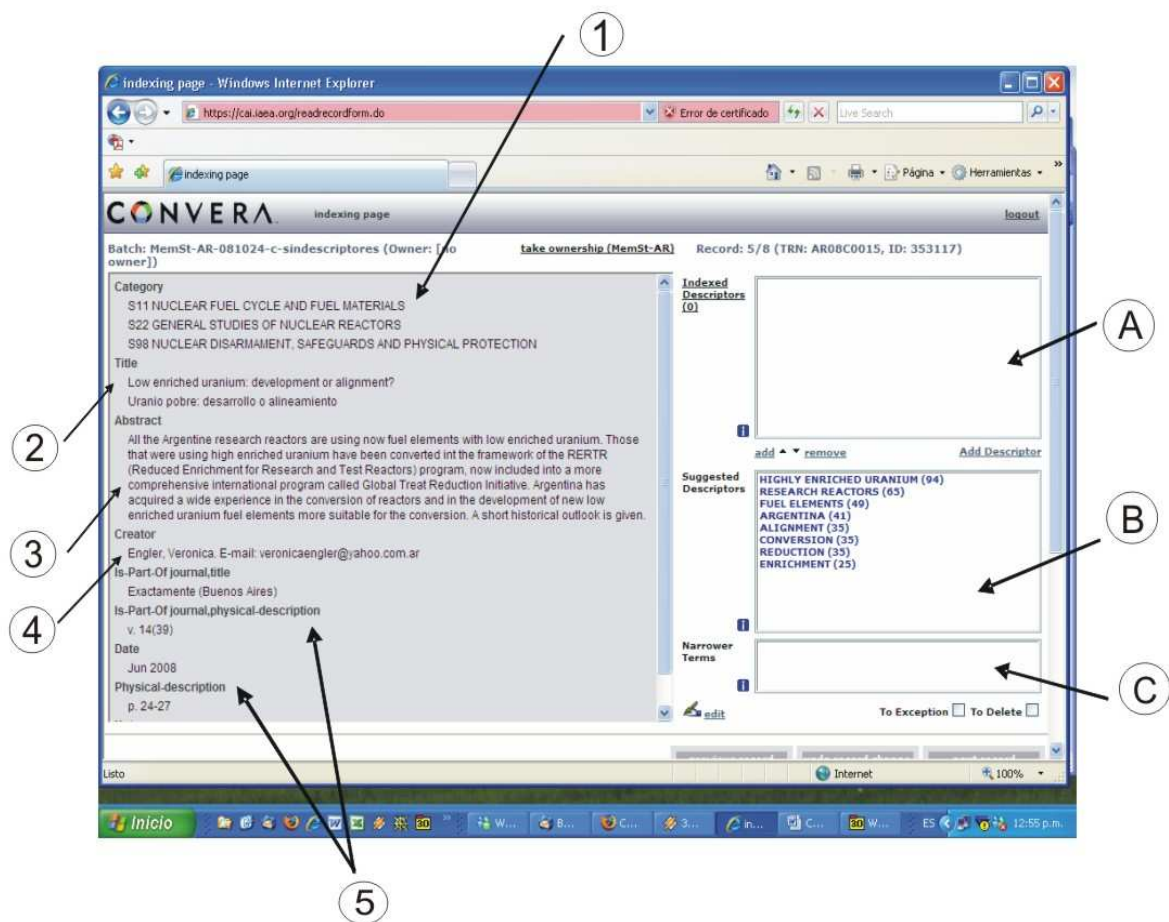 1
indexing page - Windows Internet Explorer
https://cai.iaea.org/readrecordform.do
Error de certificado
Live Search
indexing page
Página
Herramientas
CONVERA indexing page
logout
Batch: MemSt-AR-081024-c-sindescriptores (Owner: [no
owner])
take ownership (MemSt-AR)
Record: 5/8 (TRN: AR08C0015, ID: 353117)
Category
S11 NUCLEAR FUEL CYCLE AND FUEL MATERIALS
S22 GENERAL STUDIES OF NUCLEAR REACTORS
S98 NUCLEAR DISARMAMENT, SAFEGUARDS AND PHYSICAL PROTECTION
Title
2
Low enriched uranium: development or alignment?
Uranio pobre: desarrollo o alineamiento
Abstract
All the Argentine research reactors are using now fuel elements with low enriched uranium. Those
that were using high enriched uranium have been converted int the framework of the RERTR
(Reduced Enrichment for Research and Test Reactors) program, now included into a more
comprehensive international program called Global Treat Reduction Initiative. Argentina has
acquired a wide experience in the conversion of reactors and in the development of new low
enriched uranium fuel elements more suitable for the conversion. A short historical outlook is given.
3
Creator
Engler, Veronica. E-mail: veronicaengler@yahoo.com.ar
4
Is-Part-Of journal,title
Exactamente (Buenos Aires)
Is-Part-Of journal,physical-description
v. 14(39)
Date
Jun 2008
Physical-description
p. 24-27
5
Indexed
Descriptors
(0)
A
add remove
Add Descriptor
Suggested
Descriptors
HIGHLY ENRICHED URANIUM (94)
RESEARCH REACTORS (65)
FUEL ELEMENTS (49)
ARGENTINA (41)
ALIGNMENT (35)
CONVERSION (35)
REDUCTION (35)
ENRICHMENT (25)
B
Narrower
Terms
C
edit
To Exception
To Delete
Listo
Internet
100%
Inicio
W...
B...
C...
3...
in...
C...
W...
ES
12:55 p.m.